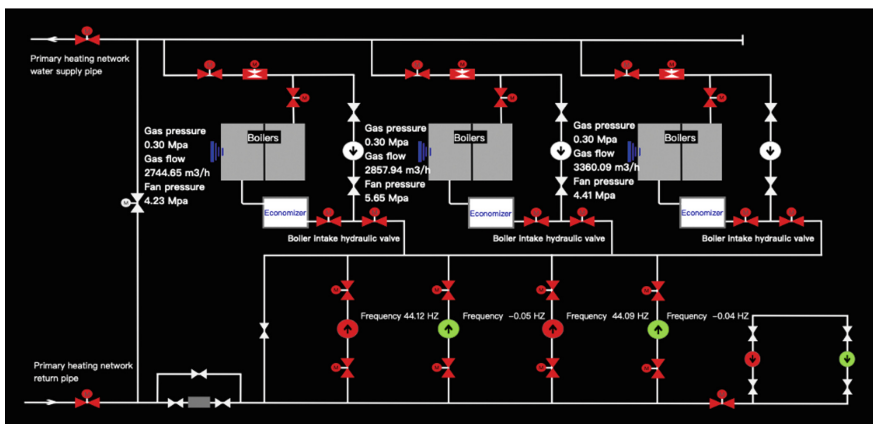 Primary heating network
water supply pipe
Gas pressure
0.30 Mpa
Gas flow
2744.65 m3/h
Fan pressure
4.23 Mpa
Boilers
Economizer
Boiler Intake hydraulic valve
Gas pressure
0.30 Mpa
Gas flow
2857.94 m3/h
Fan pressure
5.65 Mpa
Boilers
Economizer
Boiler Intake hydraulic valve
Gas pressure
0.30 Mpa
Gas flow
3360.09 m3/h
Fan pressure
4.41 Mpa
Boilers
Economizer
Boiler Intake hydraulic valve
Frequency 44.12 HZ
Frequency -0.05 HZ
Frequency 44.09 HZ
Frequency -0.04 HZ
Primary heating network
return pipe